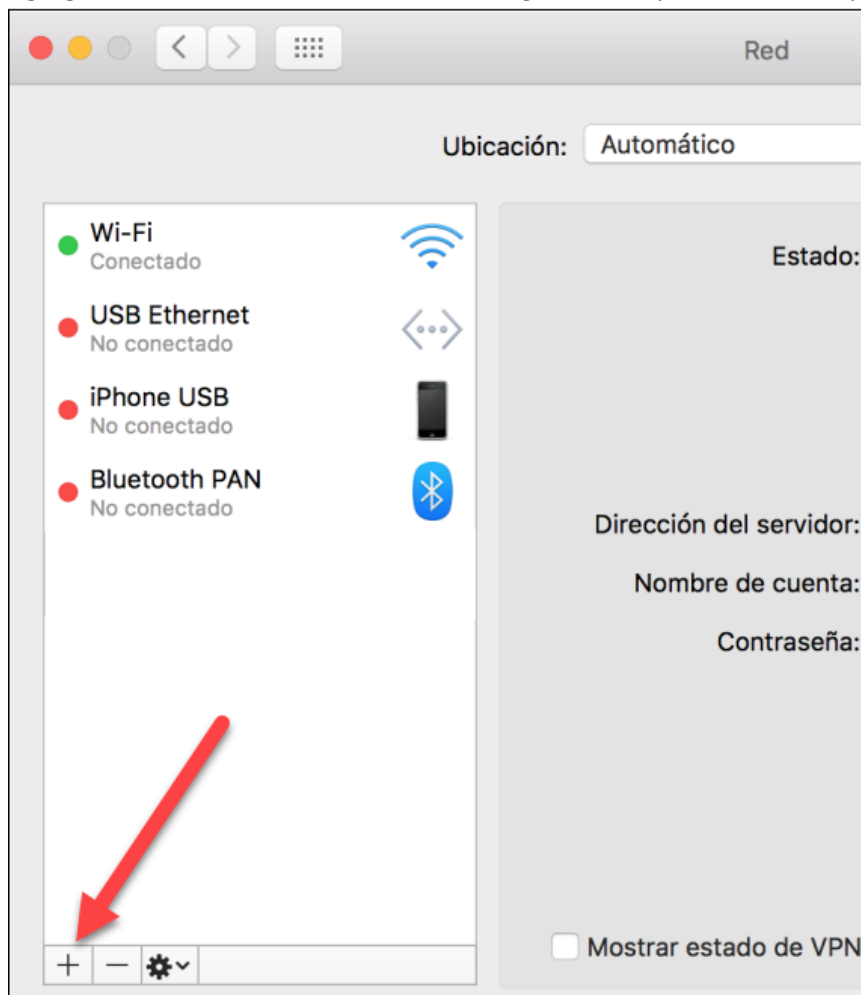 Red
Ubicación: Automático
Wi-Fi
Conectado
Estado:
USB Ethernet
No conectado
iPhone USB
No conectado
Bluetooth PAN
No conectado
Dirección del servidor:
Nombre de cuenta:
Contraseña:
Mostrar estado de VPN